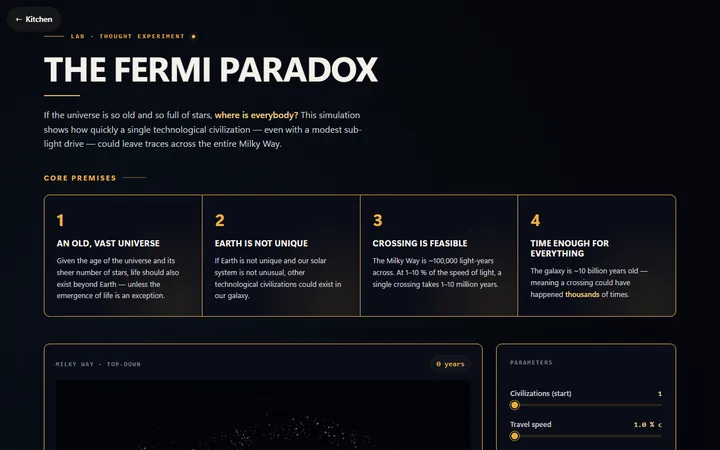 ← Kitchen
LAB · THOUGHT EXPERIMENT
THE FERMI PARADOX
If the universe is so old and so full of stars, where is everybody? This simulation
shows how quickly a single technological civilization — even with a modest sub-
light drive — could leave traces across the entire Milky Way.
CORE PREMISES
1
AN OLD, VAST UNIVERSE
Given the age of the universe and its
sheer number of stars, life should also
exist beyond Earth — unless the
emergence of life is an exception.
2
EARTH IS NOT UNIQUE
If Earth is not unique and our solar
system is not unusual, other
technological civilizations could exist in
our galaxy.
3
CROSSING IS FEASIBLE
The Milky Way is ~100,000 light-years
across. At 1–10 % of the speed of light, a
single crossing takes 1–10 million years.
4
TIME ENOUGH FOR
EVERYTHING
The galaxy is ~10 billion years old —
meaning a crossing could have
happened thousands of times.
MILKY WAY · TOP-DOWN
0 years
PARAMETERS
Civilizations (start) 1
Travel speed 1.0 % c